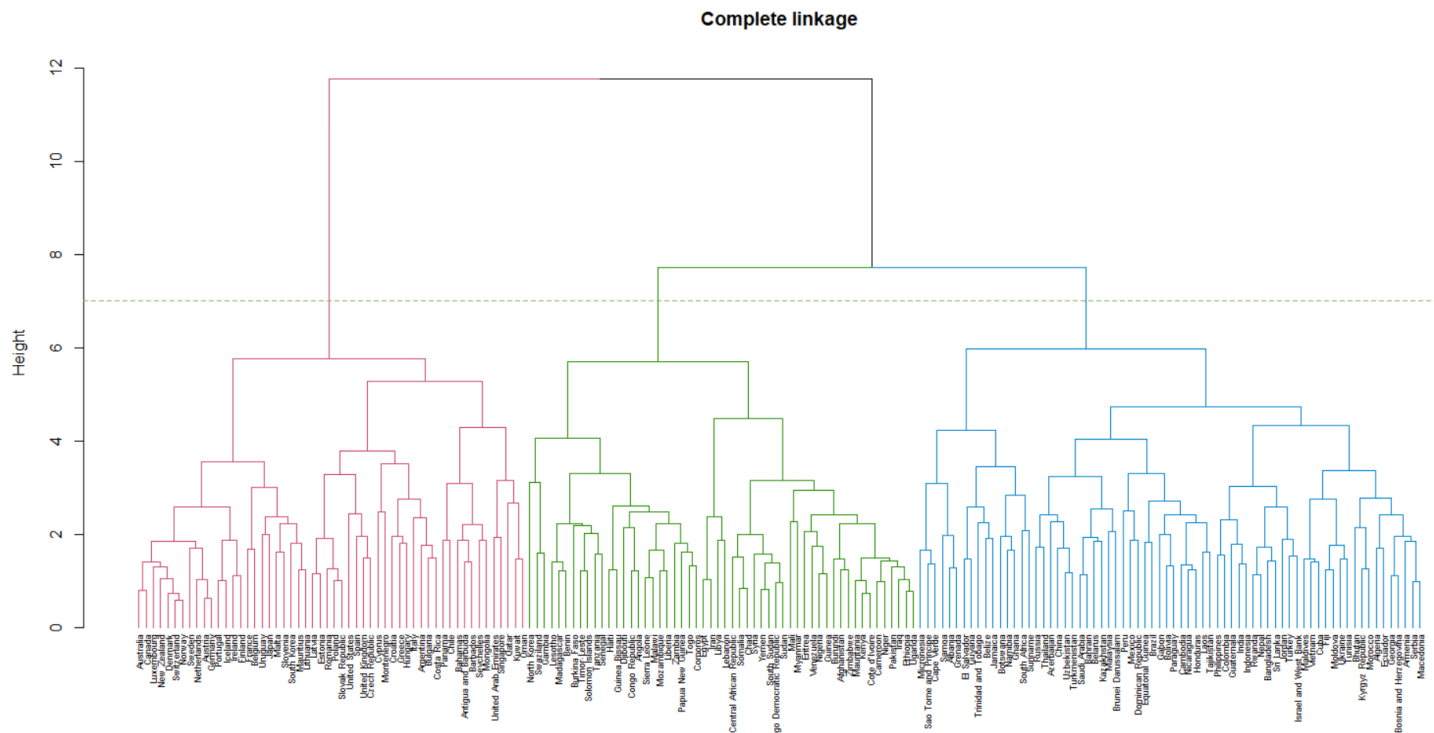 Complete linkage
Height
12
10
8
6
4
2
0
Australia
Canada
Luxembourg
New Zealand
Denmark
Switzerland
Norway
Sweden
Netherlands
Austria
Germany
Portugal
Iceland
Ireland
Finland
France
Belgium
Uruguay
Japan
Malta
Slovenia
South Korea
Mauritius
Lithuania
Latvia
Estonia
Romania
Poland
Slovak Republic
United States
Spain
United Kingdom
Czech Republic
Cyprus
Montenegro
Croatia
Greece
Hungary
Italy
Argentina
Bulgaria
Costa Rica
Panama
Chile
Bahamas
Antigua and Barbuda
Barbados
Seychelles
Mongolia
United Arab Emirates
Singapore
Qatar
Kuwait
Oman
North Korea
Swaziland
Gambia
Lesotho
Madagascar
Benin
Burkina Faso
Timor-Leste
Solomon Islands
Tanzania
Senegal
Haiti
Guinea Bissau
Djibouti
Congo Republic
Angola
Sierra Leone
Malawi
Mozambique
Liberia
Zambia
Papua New Guinea
Togo
Comoros
Egypt
Iran
Libya
Lebanon
Central African Republic
Somalia
Chad
Syria
Yemen
South Sudan
go Democratic Republic
Sudan
Mali
Myanmar
Eritrea
Venezuela
Nigeria
Guinea
Burundi
Afghanistan
Zimbabwe
Mauritania
Kenya
Cote d'Ivoire
Cameroon
Niger
Pakistan
Iraq
Ethiopia
Uganda
Micronesia
Sao Tome and Principe
Cape Verde
Samoa
Albania
Grenada
El Salvador
Guyana
Trinidad and Tobago
Belize
Jamaica
Botswana
Namibia
Ghana
South Africa
Suriname
Russia
Thailand
Azerbaijan
China
Uzbekistan
Turkmenistan
Saudi Arabia
Bahrain
Belarus
Kazakhstan
Malaysia
Brunei Darussalam
Peru
Mexico
Dominican Republic
Equatorial Guinea
Brazil
Gabon
Bolivia
Paraguay
Cambodia
Nicaragua
Honduras
Laos
Tajikistan
Philippines
Colombia
Guatemala
India
Indonesia
Rwanda
Nepal
Bangladesh
Sri Lanka
Jordan
Turkey
Israel and West Bank
Maldives
Vietnam
Cuba
Fiji
Moldova
Ukraine
Tunisia
Bhutan
Kyrgyz Republic
Morocco
Algeria
Ecuador
Georgia
Bosnia and Herzegovina
Armenia
Serbia
Macedonia